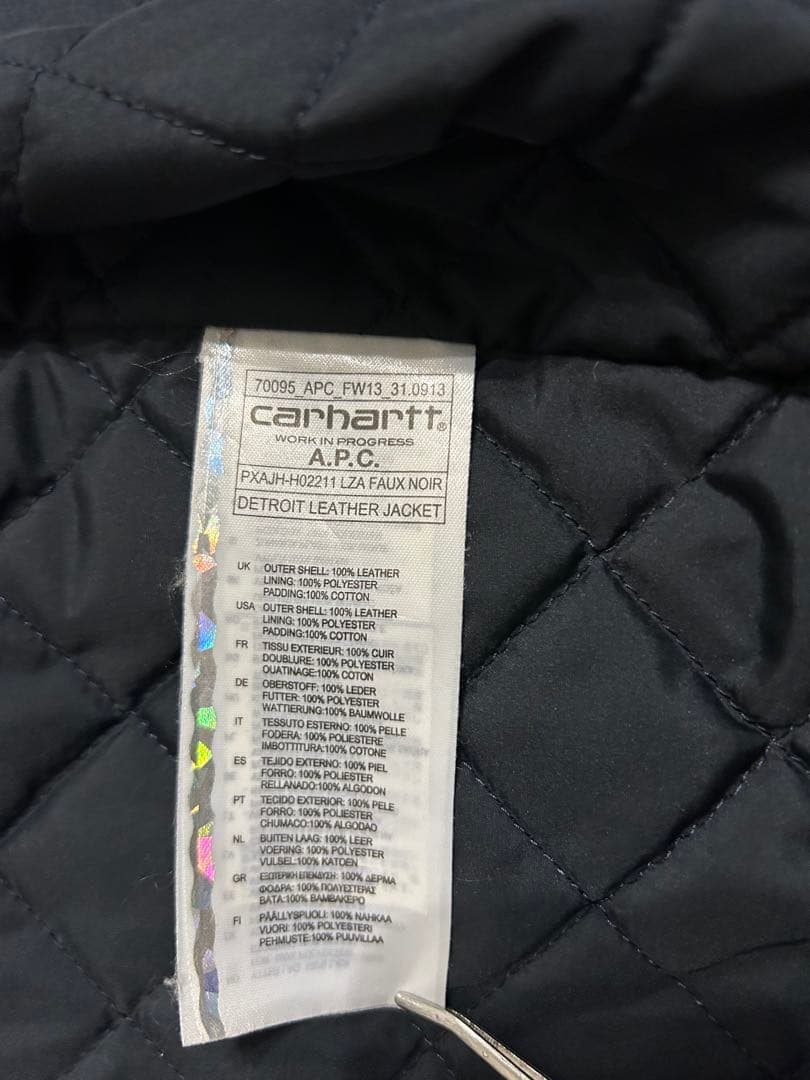 70095_APC_FW13_31.0913
carhartt®
WORK IN PROGRESS
A.P.C.
PXAJH-H02211 LZA FAUX NOIR
DETROIT LEATHER JACKET
UK OUTER SHELL: 100% LEATHER
LINING: 100% POLYESTER
PADDING:100% COTTON
USA OUTER SHELL: 100% LEATHER
LINING: 100% POLYESTER
PADDING:100% COTTON
FR TISSU EXTERIEUR: 100% CUIR
DOUBLURE: 100% POLYESTER
OUATINAGE:100% COTON
DE OBERSTOFF: 100% LEDER
FUTTER: 100% POLYESTER
WATTIERUNG:100% BAUMWOLLE
IT TESSUTO ESTERNO: 100% PELLE
FODERA: 100% POLIESTERE
IMBOTTITURA:100% COTONE
ES TEJIDO EXTERNO: 100% PIEL
FORRO: 100% POLIESTER
RELLANADO:100% ALGODON
PT TECIDO EXTERIOR: 100% PELE
FORRO: 100% POLIESTER
CHUMACO:100% ALGODAO
NL BUITEN LAAG: 100% LEER
VOERING: 100% POLYESTER
VULSEL:100% KATOEN
GR ΕΞΩΤΕΡΙΚΗ ΕΠΕΝΔΥΣΗ: 100% ΔΕΡΜΑ
ΦΟΔΡΑ: 100% ΠΟΛΥΕΣΤΕΡΑΣ
ΒΑΤΑ:100% ΒΑΜΒΑΚΕΡΟ
FI PÄÄLLYSPUOLI: 100% NAHKAA
VUORI: 100% POLYESTERI
PEHMUSTE:100% PUUVILLAA